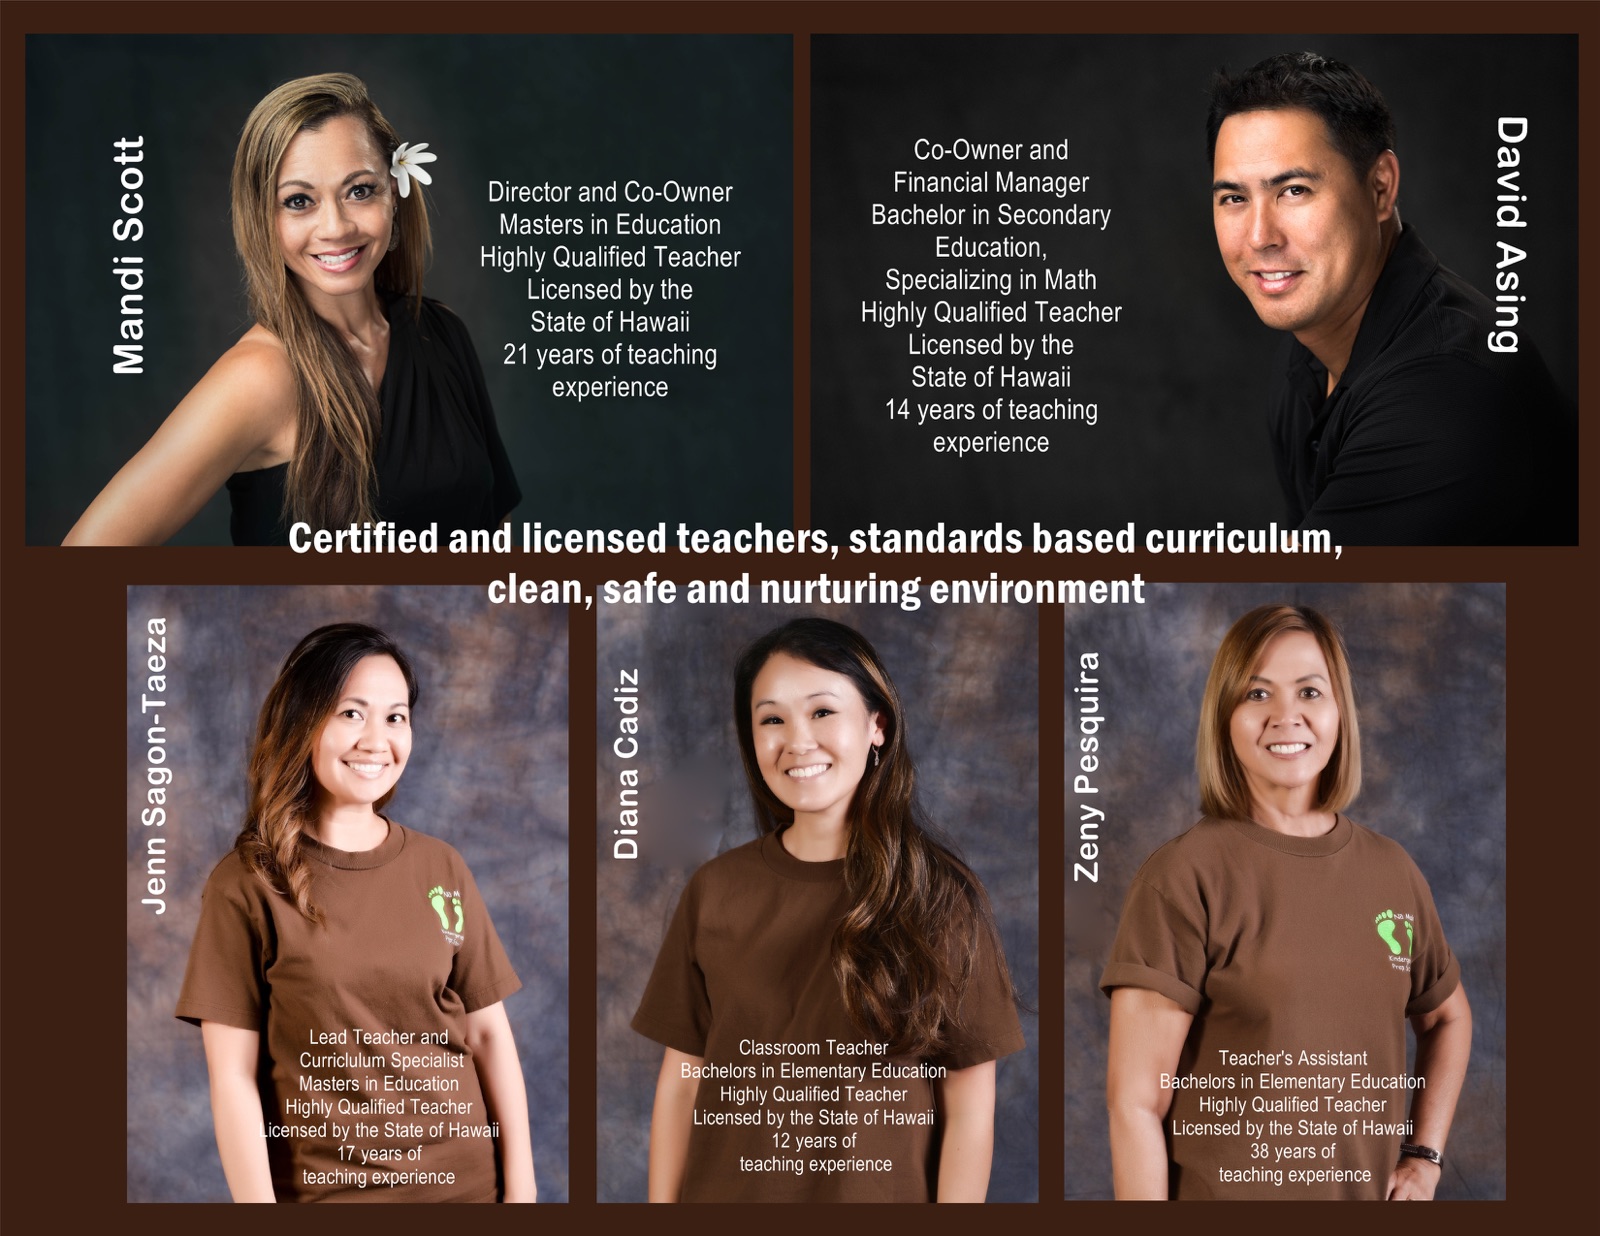 Mandi Scott
Director and Co-Owner
Masters in Education
Highly Qualified Teacher
Licensed by the
State of Hawaii
21 years of teaching
experience
Co-Owner and
Financial Manager
Bachelor in Secondary
Education,
Specializing in Math
Highly Qualified Teacher
Licensed by the
State of Hawaii
14 years of teaching
experience
David Asing
Certified and licensed teachers, standards based curriculum,
clean, safe and nurturing environment
Jenn Sagon-Taeza
Lead Teacher and
Curriclulum Specialist
Masters in Education
Highly Qualified Teacher
Licensed by the State of Hawaii
17 years of
teaching experience
Diana Cadiz
Classroom Teacher
Bachelors in Elementary Education
Highly Qualified Teacher
Licensed by the State of Hawaii
12 years of
teaching experience
Zeny Pesquira
Teacher's Assistant
Bachelors in Elementary Education
Highly Qualified Teacher
Licensed by the State of Hawaii
38 years of
teaching experience